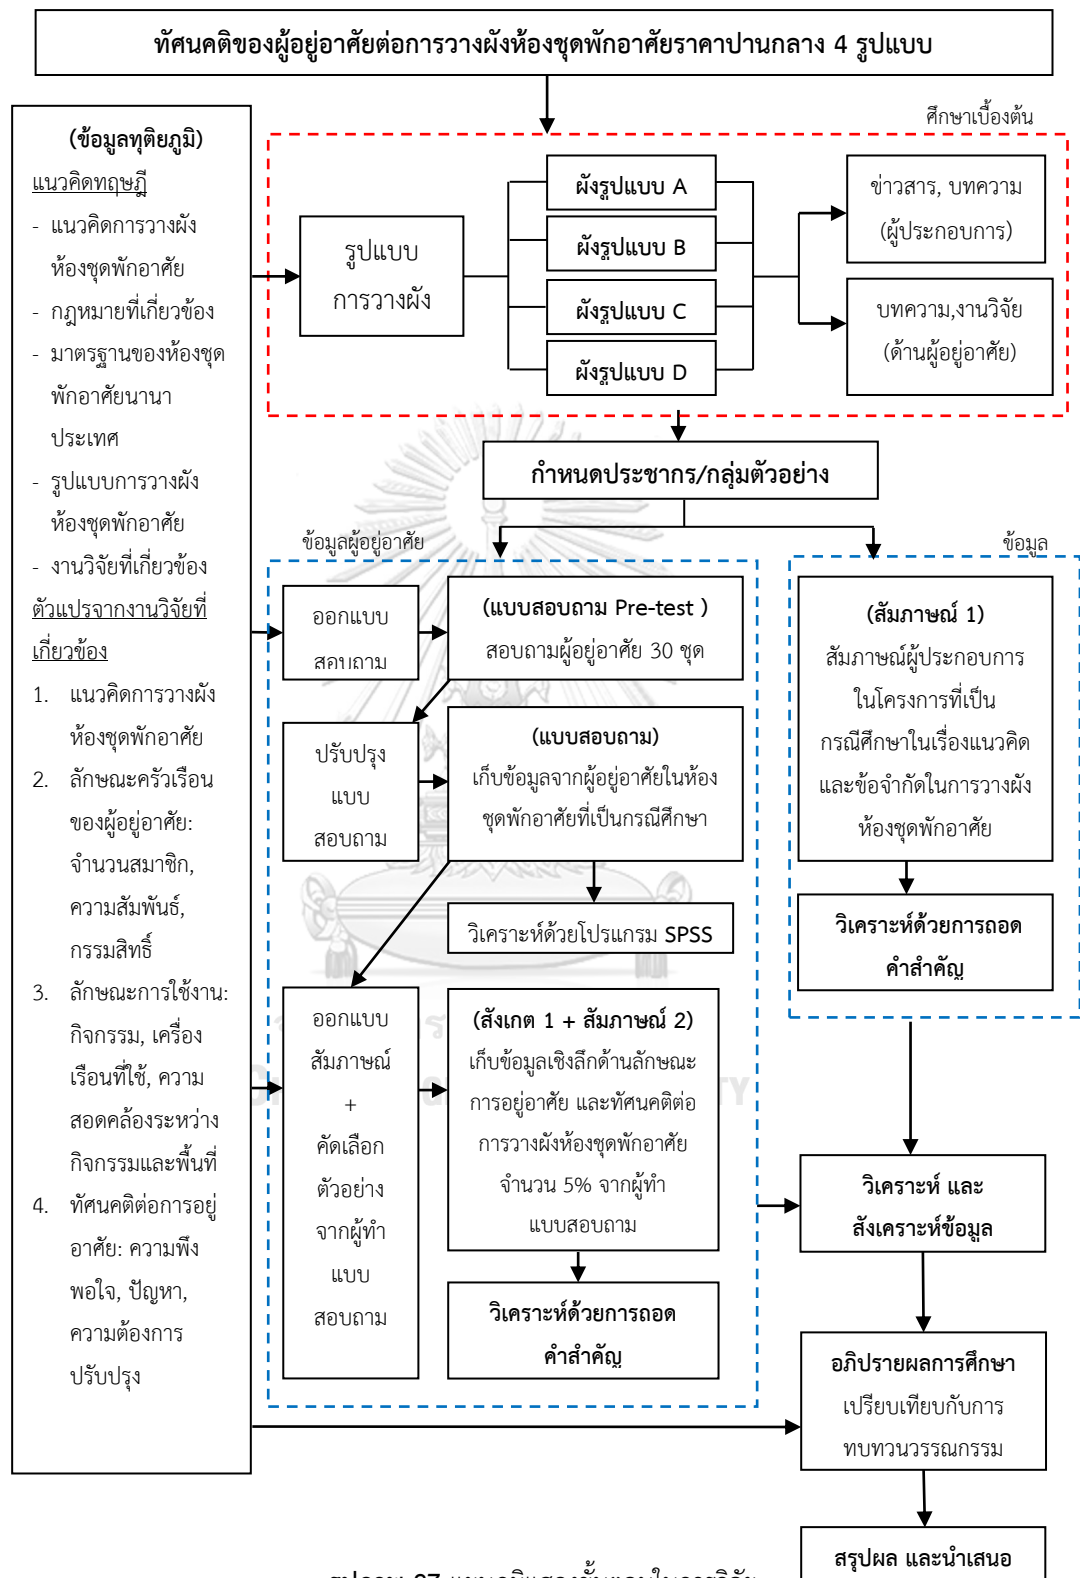 ทัศนคติของผู้อยู่อาศัยต่อการวางผังห้องชุดพักอาศัยราคาปานกลาง 4 รูปแบบ
(ข้อมูลทุติยภูมิ)
แนวคิดทฤษฎี
- แนวคิดการวางผัง
ห้องชุดพักอาศัย
- กฎหมายที่เกี่ยวข้อง
- มาตรฐานของห้องชุด
พักอาศัยนานา
ประเทศ
- รูปแบบการวางผัง
ห้องชุดพักอาศัย
- งานวิจัยที่เกี่ยวข้อง
ตัวแปรจากงานวิจัยที่
เกี่ยวข้อง
1. แนวคิดการวางผัง
ห้องชุดพักอาศัย
2. ลักษณะครัวเรือน
ของผู้อยู่อาศัย:
จำนวนสมาชิก,
ความสัมพันธ์,
กรรมสิทธิ์
3. ลักษณะการใช้งาน:
กิจกรรม, เครื่อง
เรือนที่ใช้, ความ
สอดคล้องระหว่าง
กิจกรรมและพื้นที่
4. ทัศนคติต่อการอยู่
อาศัย: ความพึง
พอใจ, ปัญหา,
ความต้องการ
ปรับปรุง
ศึกษาเบื้องต้น
รูปแบบ
การวางผัง
ผังรูปแบบ A
ผังรูปแบบ B
ผังรูปแบบ C
ผังรูปแบบ D
ข่าวสาร, บทความ
(ผู้ประกอบการ)
บทความ,งานวิจัย
(ด้านผู้อยู่อาศัย)
กำหนดประชากร/กลุ่มตัวอย่าง
ข้อมูลผู้อยู่อาศัย
ออกแบบ
สอบถาม
(แบบสอบถาม Pre-test )
สอบถามผู้อยู่อาศัย 30 ชุด
ปรับปรุง
แบบ
สอบถาม
(แบบสอบถาม)
เก็บข้อมูลจากผู้อยู่อาศัยในห้อง
ชุดพักอาศัยที่เป็นกรณีศึกษา
วิเคราะห์ด้วยโปรแกรม SPSS
ออกแบบ
สัมภาษณ์
+
คัดเลือก
ตัวอย่าง
จากผู้ทำ
แบบ
สอบถาม
(สังเกต 1 + สัมภาษณ์ 2)
เก็บข้อมูลเชิงลึกด้านลักษณะ
การอยู่อาศัย และทัศนคติต่อ
การวางผังห้องชุดพักอาศัย
จำนวน 5% จากผู้ทำ
แบบสอบถาม
วิเคราะห์ด้วยการถอด
คำสำคัญ
ข้อมูล
(สัมภาษณ์ 1)
สัมภาษณ์ผู้ประกอบการ
ในโครงการที่เป็น
กรณีศึกษาในเรื่องแนวคิด
และข้อจำกัดในการวางผัง
ห้องชุดพักอาศัย
วิเคราะห์ด้วยการถอด
คำสำคัญ
วิเคราะห์ และ
สังเคราะห์ข้อมูล
อภิปรายผลการศึกษา
เปรียบเทียบกับการ
ทบทวนวรรณกรรม
สรุปผล และนำเสนอ